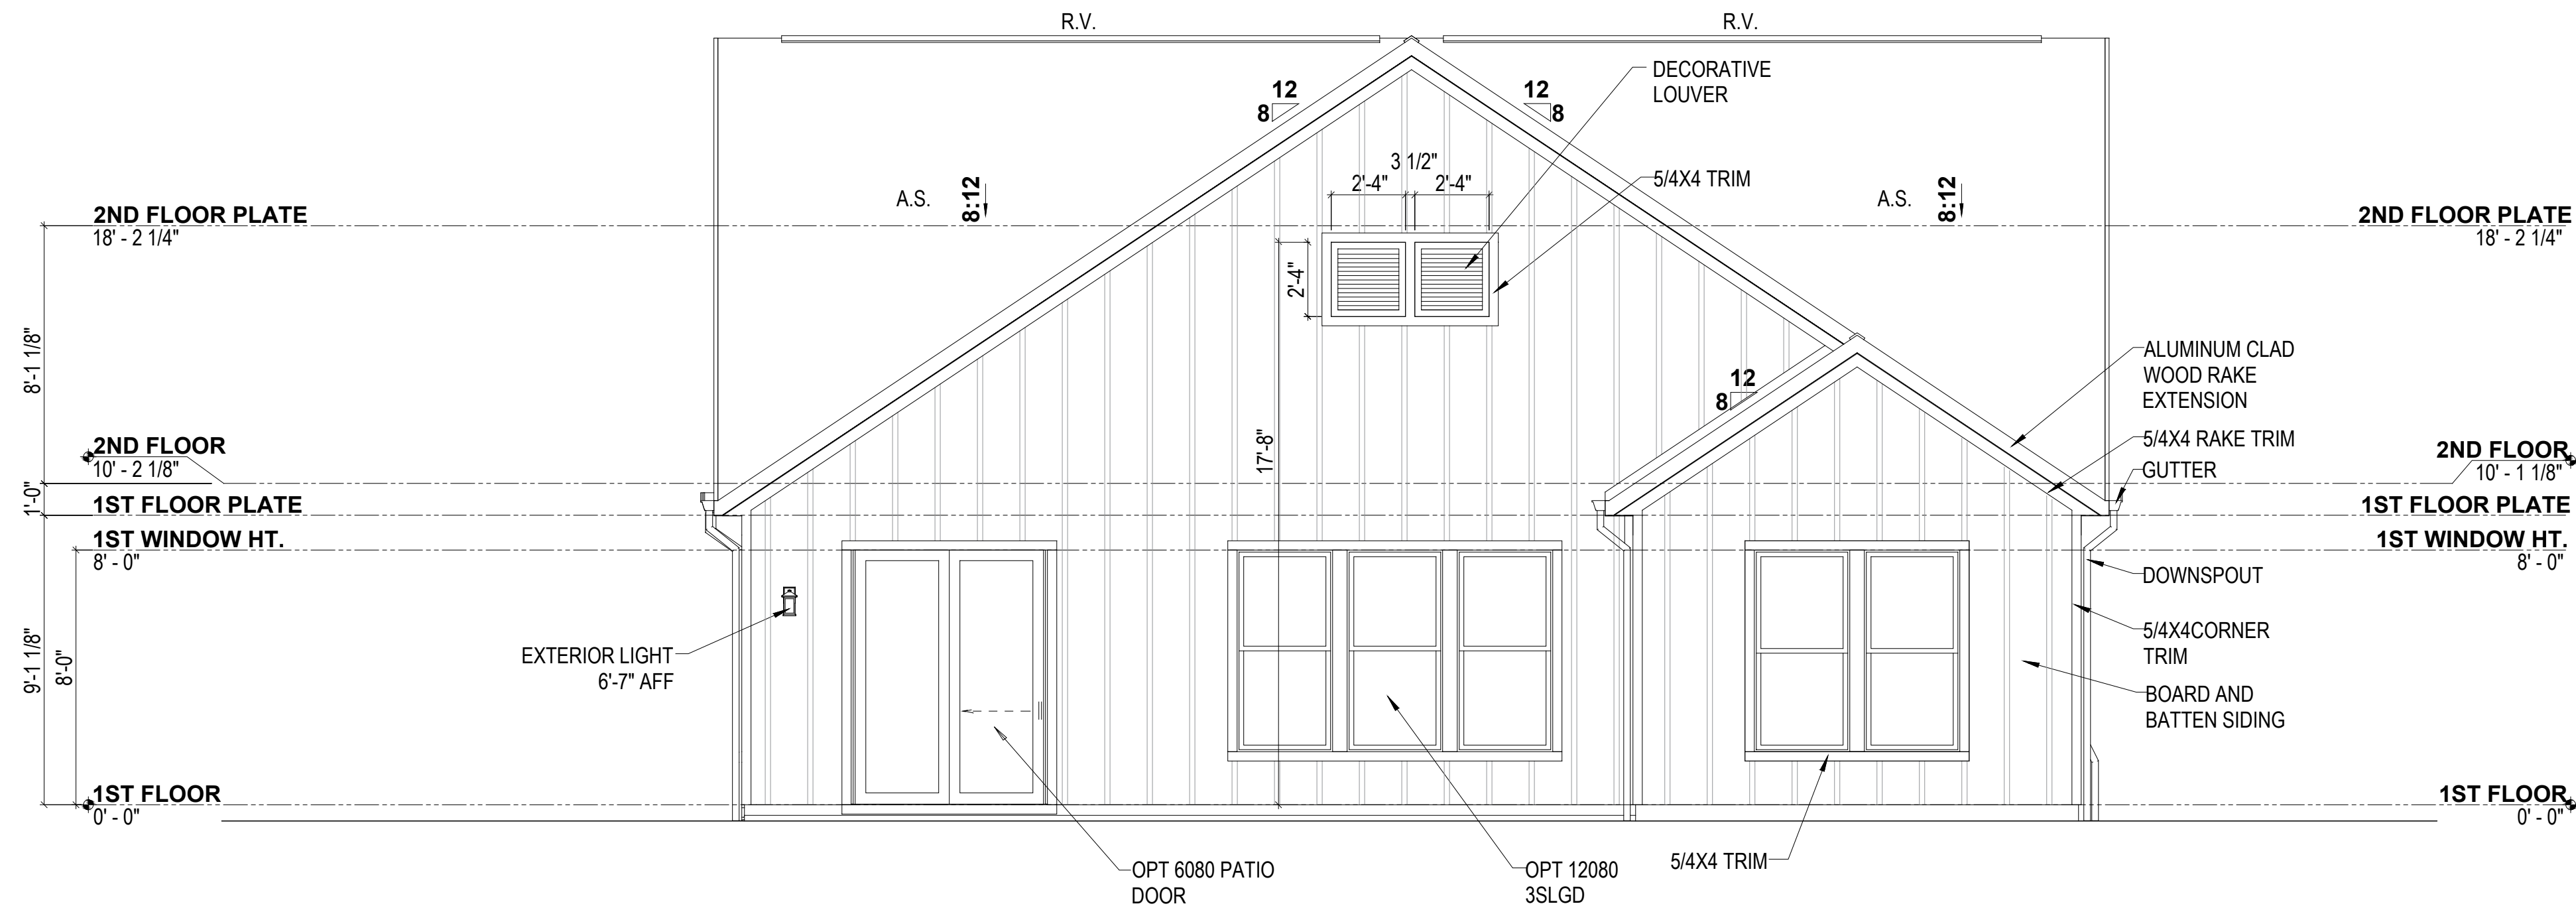 R.V.
R.V.
DECORATIVE
LOUVER
12
8
12
8
3 1/2"
2'-4"
2'-4"
5/4X4 TRIM
A.S.
8:12
A.S.
8:12
2ND FLOOR PLATE
18' - 2 1/4"
2ND FLOOR PLATE
18' - 2 1/4"
2'-4"
8'-1 1/8"
12
8
17'-8"
ALUMINUM CLAD
WOOD RAKE
EXTENSION
5/4X4 RAKE TRIM
GUTTER
2ND FLOOR
10' - 2 1/8"
2ND FLOOR
10' - 1 1/8"
1'-0"
1ST FLOOR PLATE
1ST FLOOR PLATE
1ST WINDOW HT.
8' - 0"
1ST WINDOW HT.
8' - 0"
DOWNSPOUT
5/4X4CORNER
TRIM
EXTERIOR LIGHT
6'-7" AFF
9'-1 1/8"
8'-0"
BOARD AND
BATTEN SIDING
1ST FLOOR
0' - 0"
1ST FLOOR
0' - 0"
OPT 6080 PATIO
DOOR
OPT 12080
3SLGD
5/4X4 TRIM